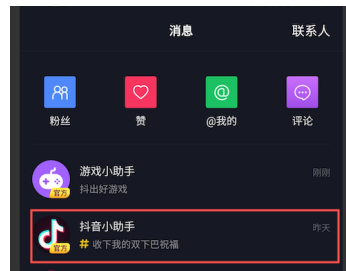 消息
联系人
粉丝
赞
@我的
评论
游戏小助手
刚刚
抖出好游戏
官方
抖音小助手
昨天
# 收下我的双下巴祝福
官方